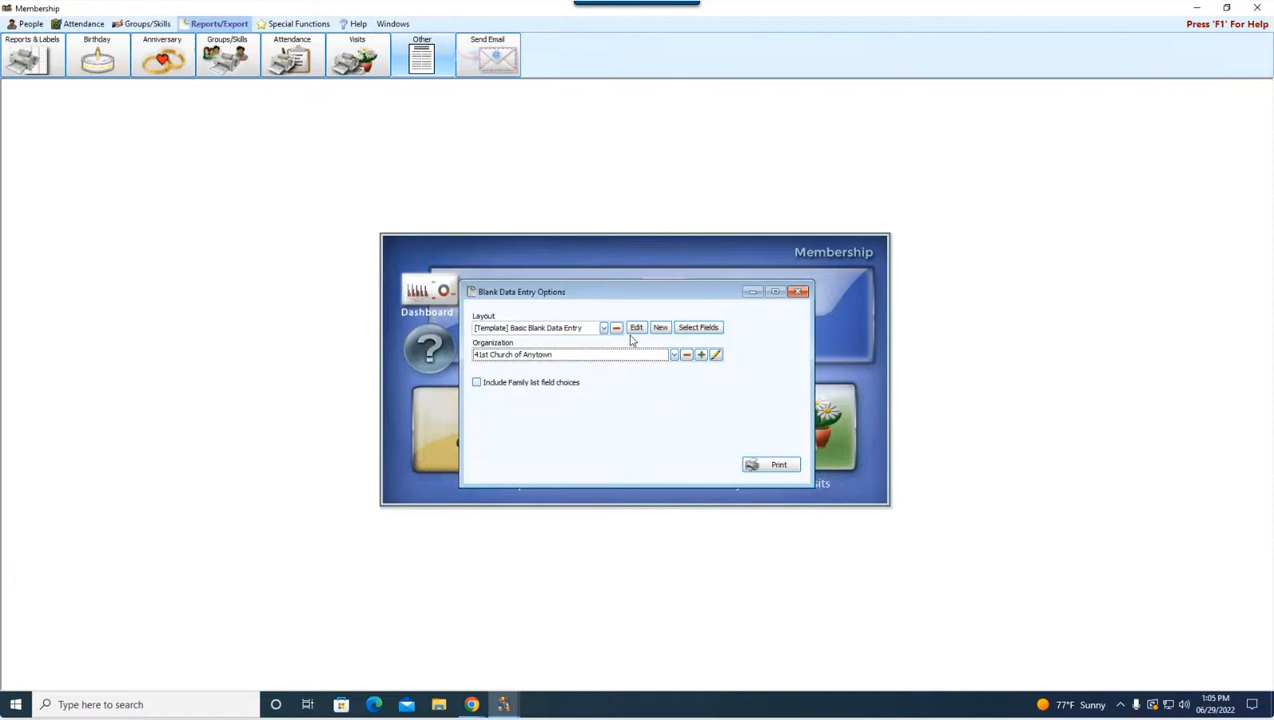 Membership
People Attendance Groups/Skills Reports/Export Special Functions Help Windows Press 'F1' For Help
Reports & Labels Birthday Anniversary Groups/Skills Attendance Visits Other Send Email
Membership
Dashboard
Blank Data Entry Options
Layout
[Template] Basic Blank Data Entry Edit New Select Fields
Organization
41st Church of Anytown
Include Family list field choices
Print
sits
Type here to search
77°F Sunny
1:05 PM
06/29/2022